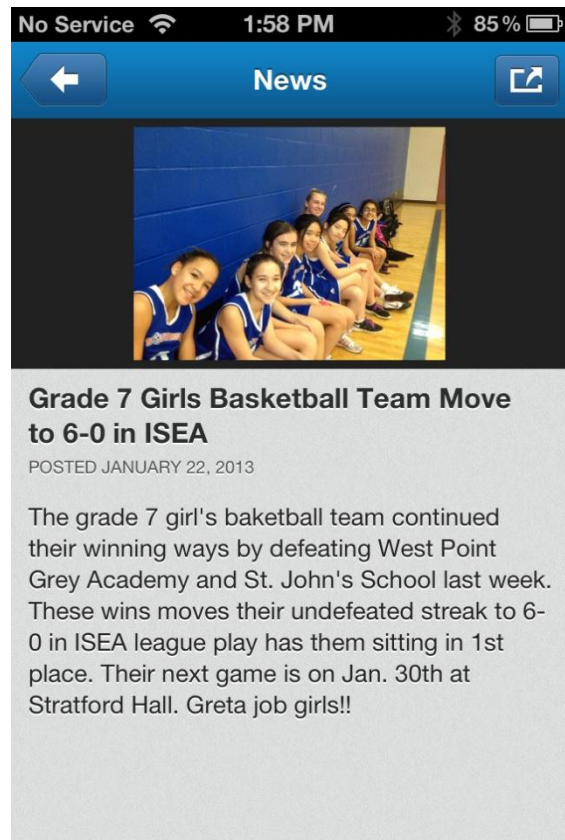 No Service 1:58 PM 85%
News
Grade 7 Girls Basketball Team Move
to 6-0 in ISEA
POSTED JANUARY 22, 2013
The grade 7 girl's baketball team continued
their winning ways by defeating West Point
Grey Academy and St. John's School last week.
These wins moves their undefeated streak to 6-
0 in ISEA league play has them sitting in 1st
place. Their next game is on Jan. 30th at
Stratford Hall. Greta job girls!!